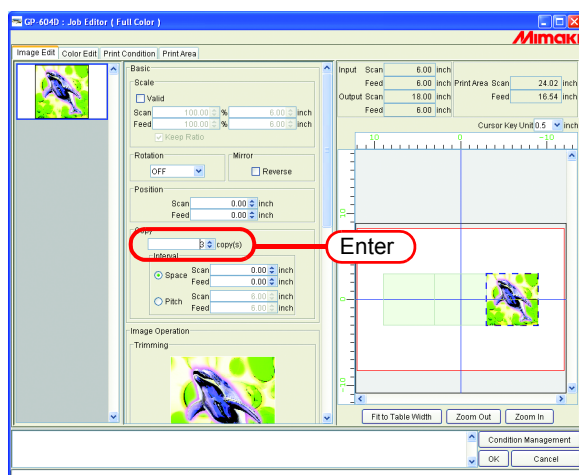 GP-604D : Job Editor ( Full Color )
Mimaki
Image Edit Color Edit Print Condition Print Area
Basic
Scale
Valid
Scan 100.00 % 6.00 inch
Feed 100.00 % 6.00 inch
Keep Ratio
Rotation
OFF
Mirror
Reverse
Position
Scan 0.00 inch
Feed 0.00 inch
Copy
3 copy(s)
Interval
Space
Scan 0.00 inch
Feed 0.00 inch
Pitch
Scan 6.00 inch
Feed 6.00 inch
Image Operation
Trimming
Enter
Input Scan 6.00 inch
Feed 6.00 inch
Output Scan 18.00 inch
Feed 6.00 inch
Print Area Scan 24.02 inch
Feed 16.54 inch
Cursor Key Unit 0.5 inch
10 0 -10
10
0
-10
Fit to Table Width Zoom Out Zoom In
Condition Management
OK Cancel